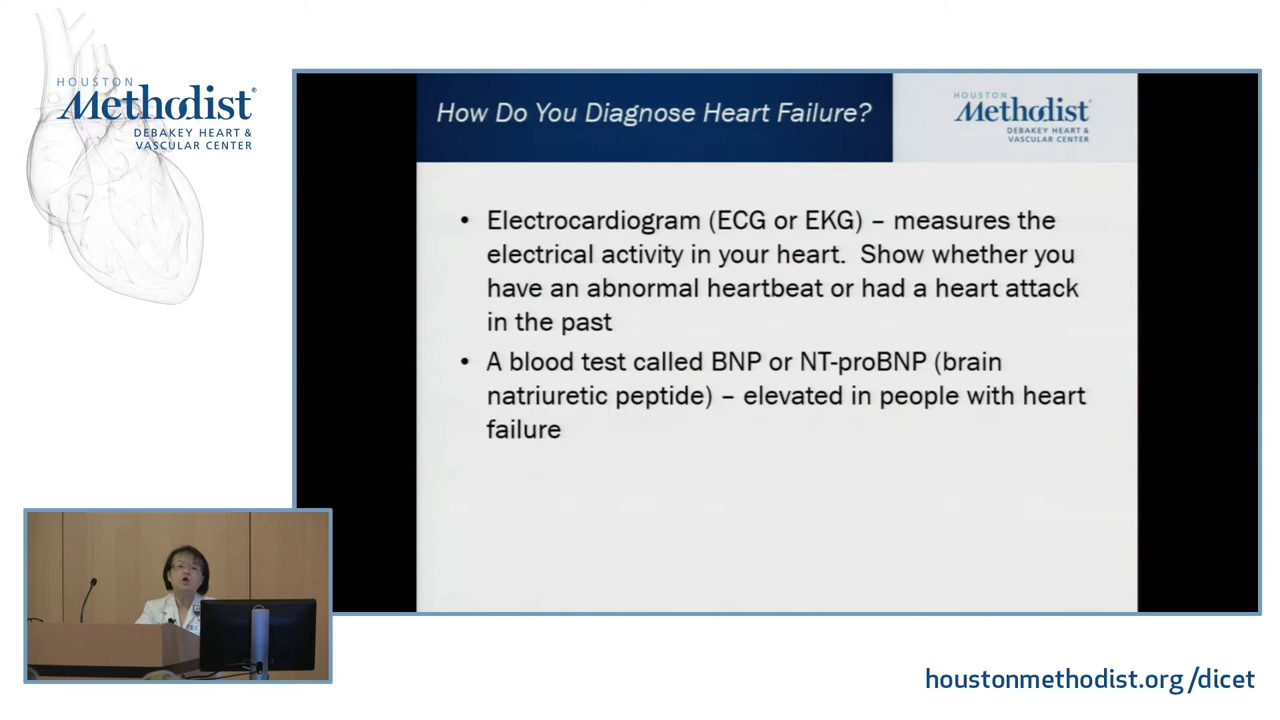 HOUSTON
Methodist®
DEBAKEY HEART &
VASCULAR CENTER
How Do You Diagnose Heart Failure?
HOUSTON
Methodist
DEBAKEY HEART &
VASCULAR CENTER
• Electrocardiogram (ECG or EKG) – measures the
electrical activity in your heart.  Show whether you
have an abnormal heartbeat or had a heart attack
in the past
• A blood test called BNP or NT-proBNP (brain
natriuretic peptide) – elevated in people with heart
failure
houstonmethodist.org/dicet